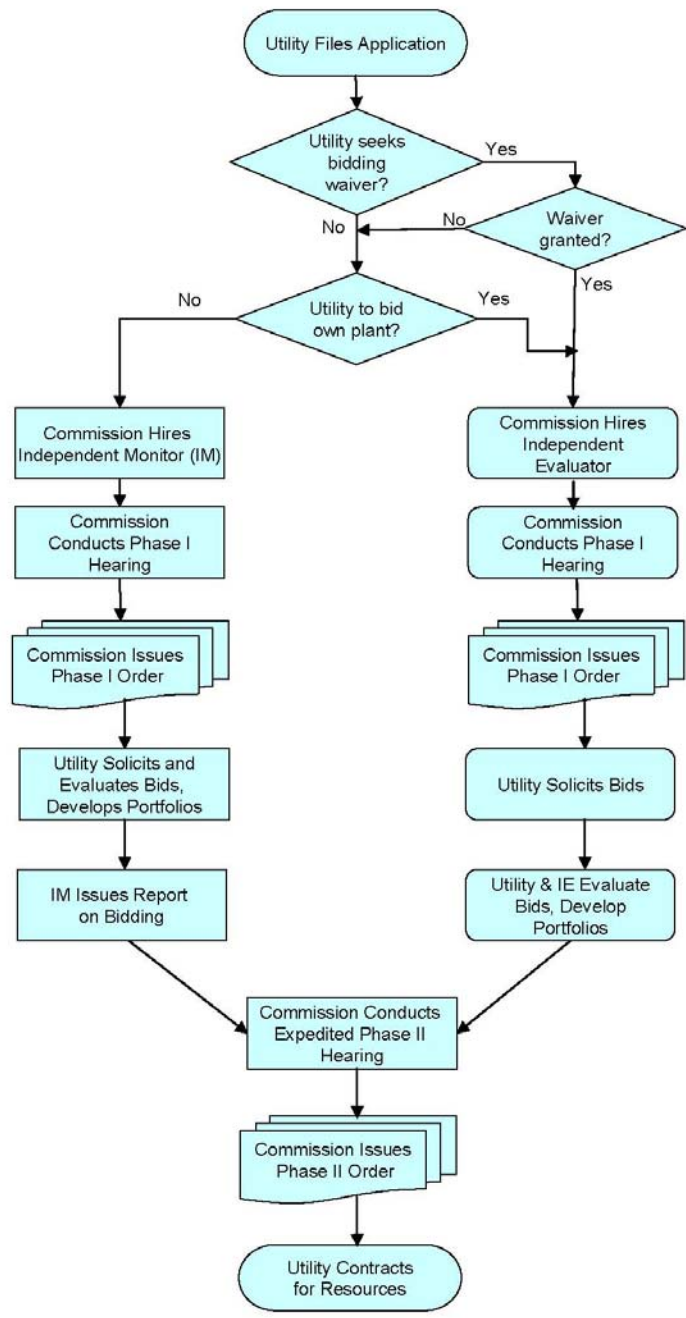 Utility Files Application
Utility seeks
bidding
waiver?
Yes
No
No
Waiver
granted?
Yes
No
Utility to bid
own plant?
Yes
Commission Hires
Independent Monitor (IM)
Commission Hires
Independent
Evaluator
Commission
Conducts Phase I
Hearing
Commission
Conducts Phase I
Hearing
Commission Issues
Phase I Order
Commission Issues
Phase I Order
Utility Solicits and
Evaluates Bids,
Develops Portfolios
Utility Solicits Bids
IM Issues Report
on Bidding
Utility & IE Evaluate
Bids, Develop
Portfolios
Commission Conducts
Expedited Phase II
Hearing
Commission Issues
Phase II Order
Utility Contracts
for Resources